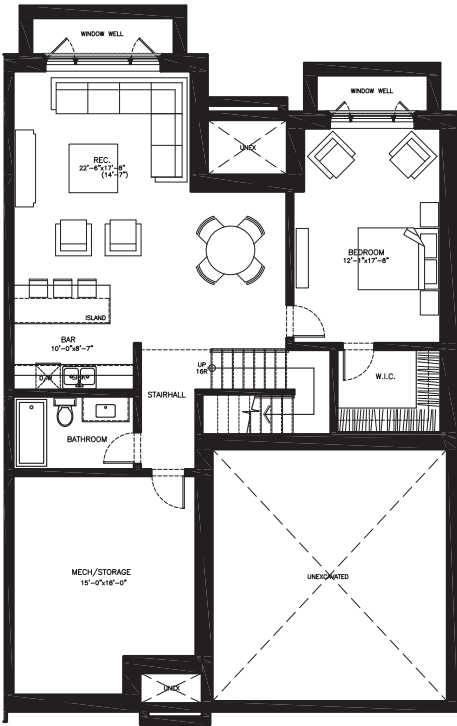 WINDOW WELL
WINDOW WELL
UNEX
REC.
22'-6"x17'-8"
(14'-7")
BEDROOM
12'-1"x17'-8"
ISLAND
BAR
10'-0"x8'-7"
UP
16R
D/W
W.I.C.
STAIRHALL
BATHROOM
MECH/STORAGE
15'-0"x18'-0"
UNEXCAVATED
UNEX